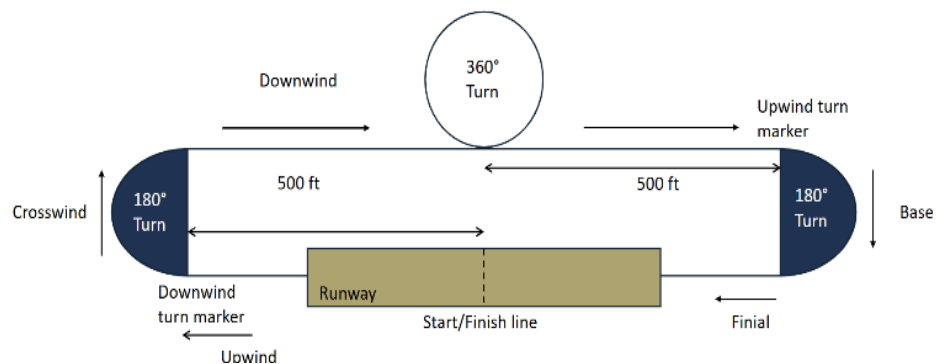 360°
Turn
Downwind
Upwind turn
marker
500 ft
500 ft
180°
Turn
180°
Turn
Crosswind
Base
Runway
Downwind
turn marker
Start/Finish line
Finial
Upwind